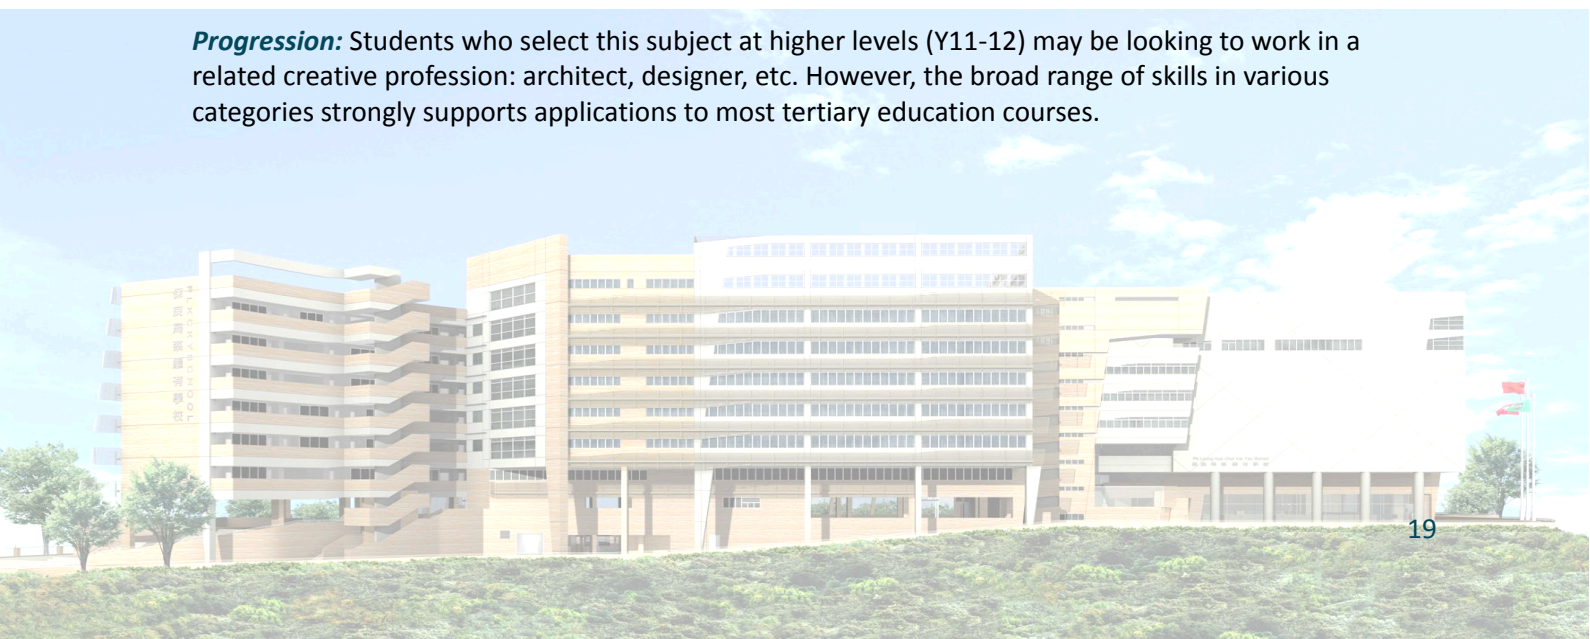 Progression: Students who select this subject at higher levels (Y11-12) may be looking to work in a
related creative profession: architect, designer, etc. However, the broad range of skills in various
categories strongly supports applications to most tertiary education courses.
19